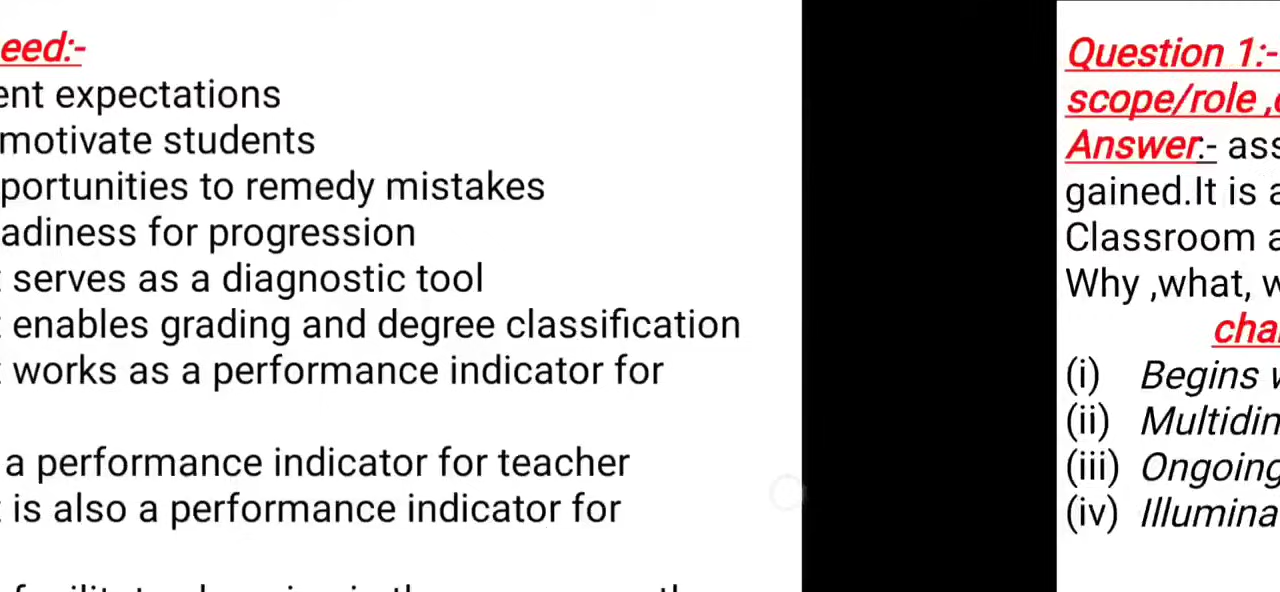 eed:-
ent expectations
motivate students
portunities to remedy mistakes
adiness for progression
serves as a diagnostic tool
enables grading and degree classification
works as a performance indicator for
a performance indicator for teacher
is also a performance indicator for
Question 1:-
scope/role ,
Answer:- ass
gained.It is a
Classroom a
Why ,what, w
cha
(i) Begins w
(ii) Multidin
(iii) Ongoing
(iv) Illumina